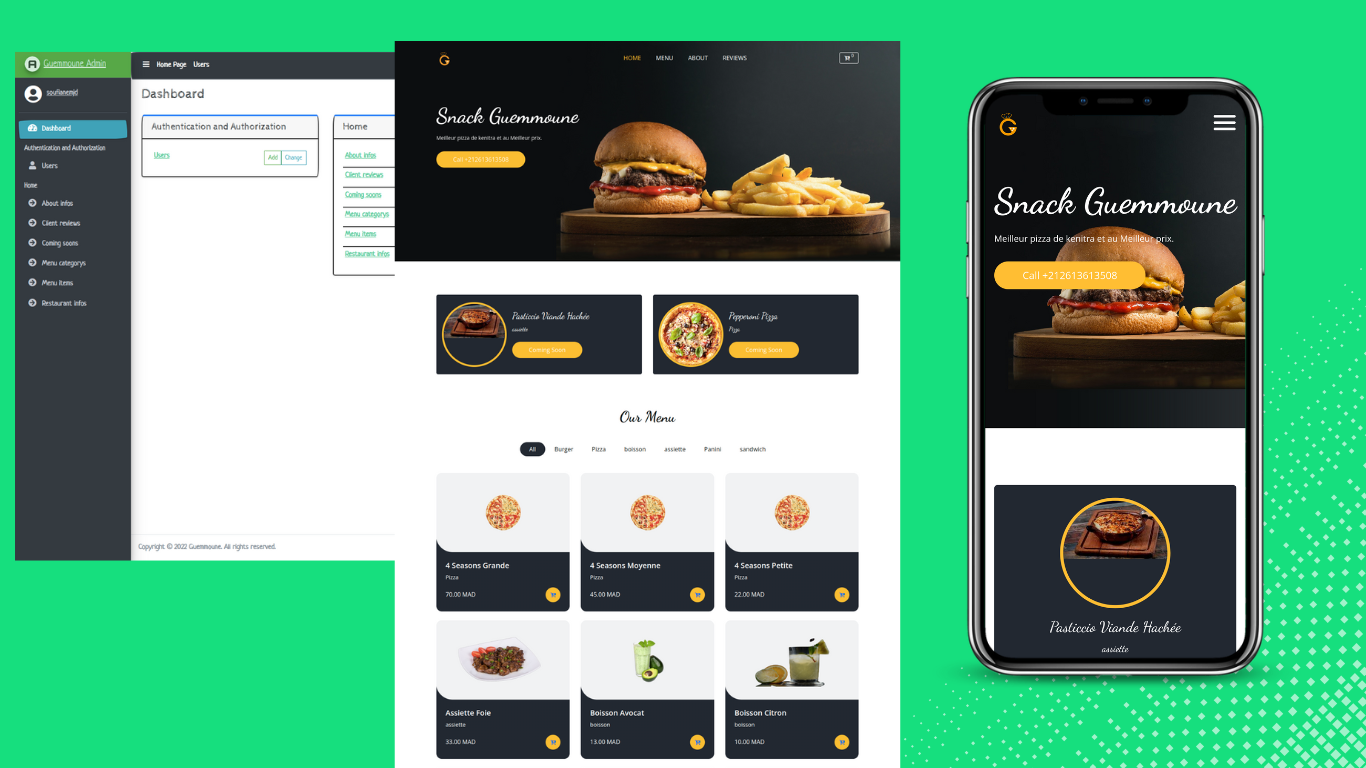 Guemmoune Admin
soufianemjd
Dashboard
Authentication and Authorization
Users
Home
About infos
Client reviews
Coming soons
Menu categorys
Menu items
Restaurant infos
Home Page Users
Dashboard
Authentication and Authorization
Users Add Change
Home
About infos
Client reviews
Coming soons
Menu categorys
Menu items
Restaurant infos
Copyright © 2022 Guemmoune. All rights reserved.
G
HOME MENU ABOUT REVIEWS
Snack Guemmoune
Meilleur pizza de kenitra et au Meilleur prix.
Call +212613613508
Pasticcio Viande Hachée
assiette
Coming Soon
Pepperoni Pizza
Pizza
Coming Soon
Our Menu
All Burger Pizza boisson assiette Panini sandwich
4 Seasons Grande
Pizza
70.00 MAD
4 Seasons Moyenne
Pizza
45.00 MAD
4 Seasons Petite
Pizza
22.00 MAD
Assiette Foie
assiette
33.00 MAD
Boisson Avocat
boisson
13.00 MAD
Boisson Citron
boisson
10.00 MAD
G
Snack Guemmoune
Meilleur pizza de kenitra et au Meilleur prix.
Call +212613613508
Pasticcio Viande Hachée
assiette